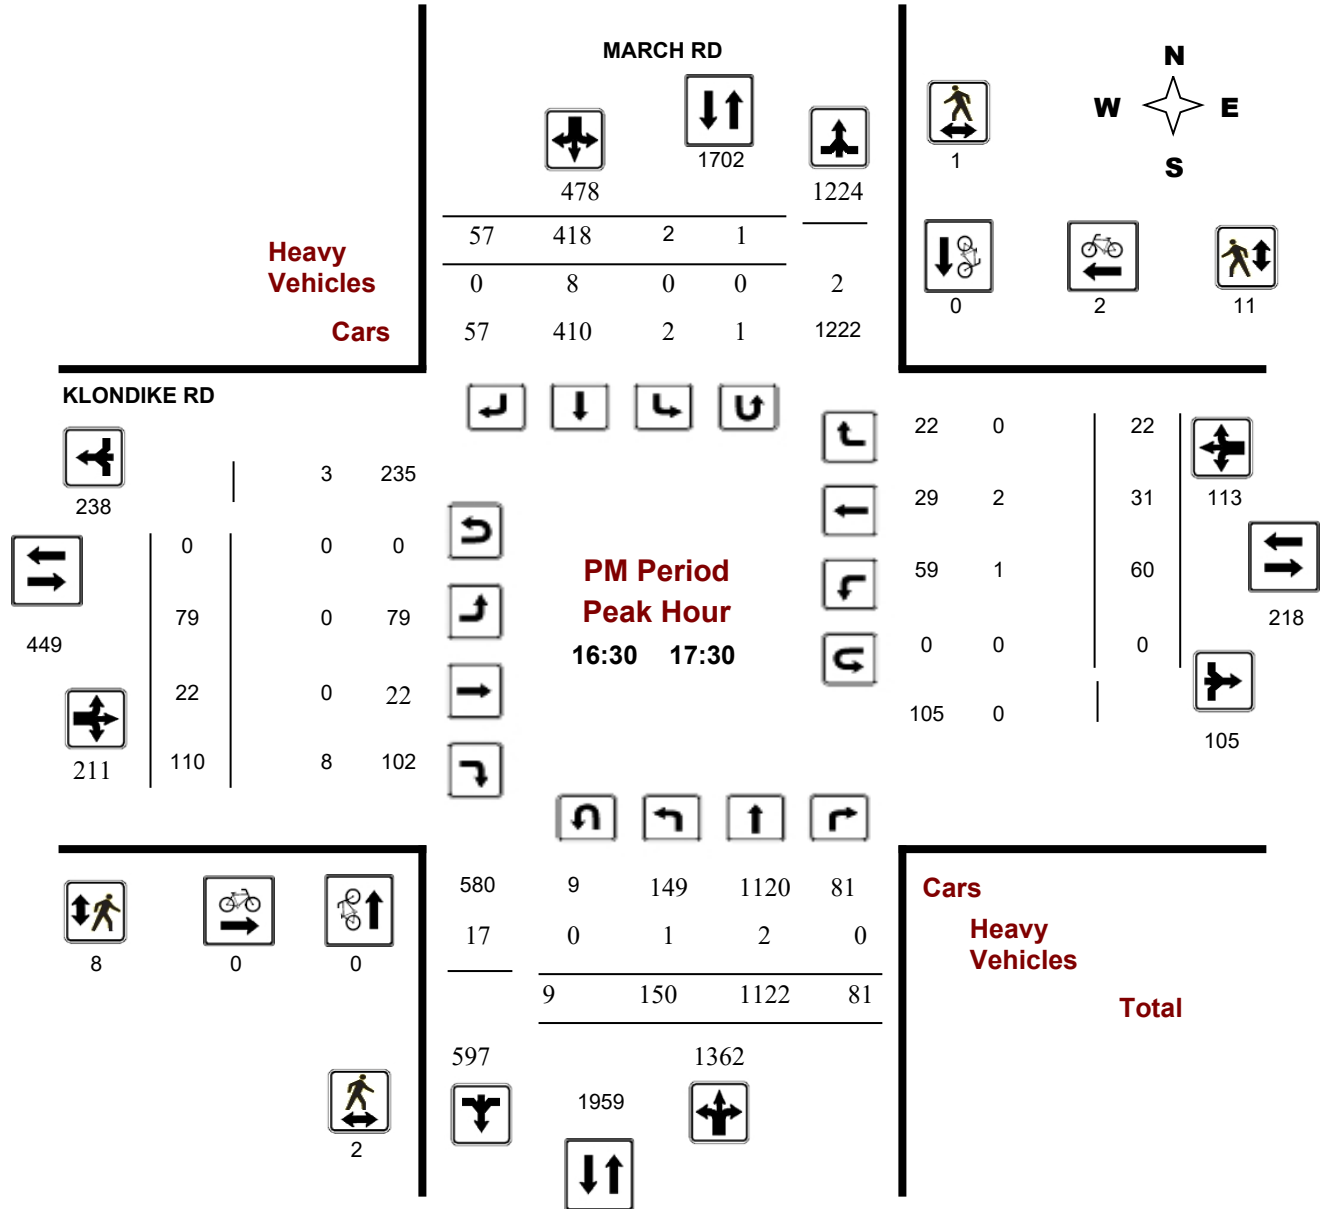 MARCH RD
N
W E
S
1702
1
478 1224
57 418 2 1
Heavy
Vehicles
0 8 0 0 2
0 2 11
Cars
57 410 2 1 1222
KLONDIKE RD
22 0 22
3 235
238
29 2 31 113
0 0 0
PM Period
59 1 60
Peak Hour
79 0 79
218
449
16:30 17:30
0 0 0
22 0 22
105 0
105
211 110 8 102
580 9 149 1120 81
Cars
17 0 1 2 0
Heavy
Vehicles
8 0 0
9 150 1122 81
Total
597 1362
1959
2